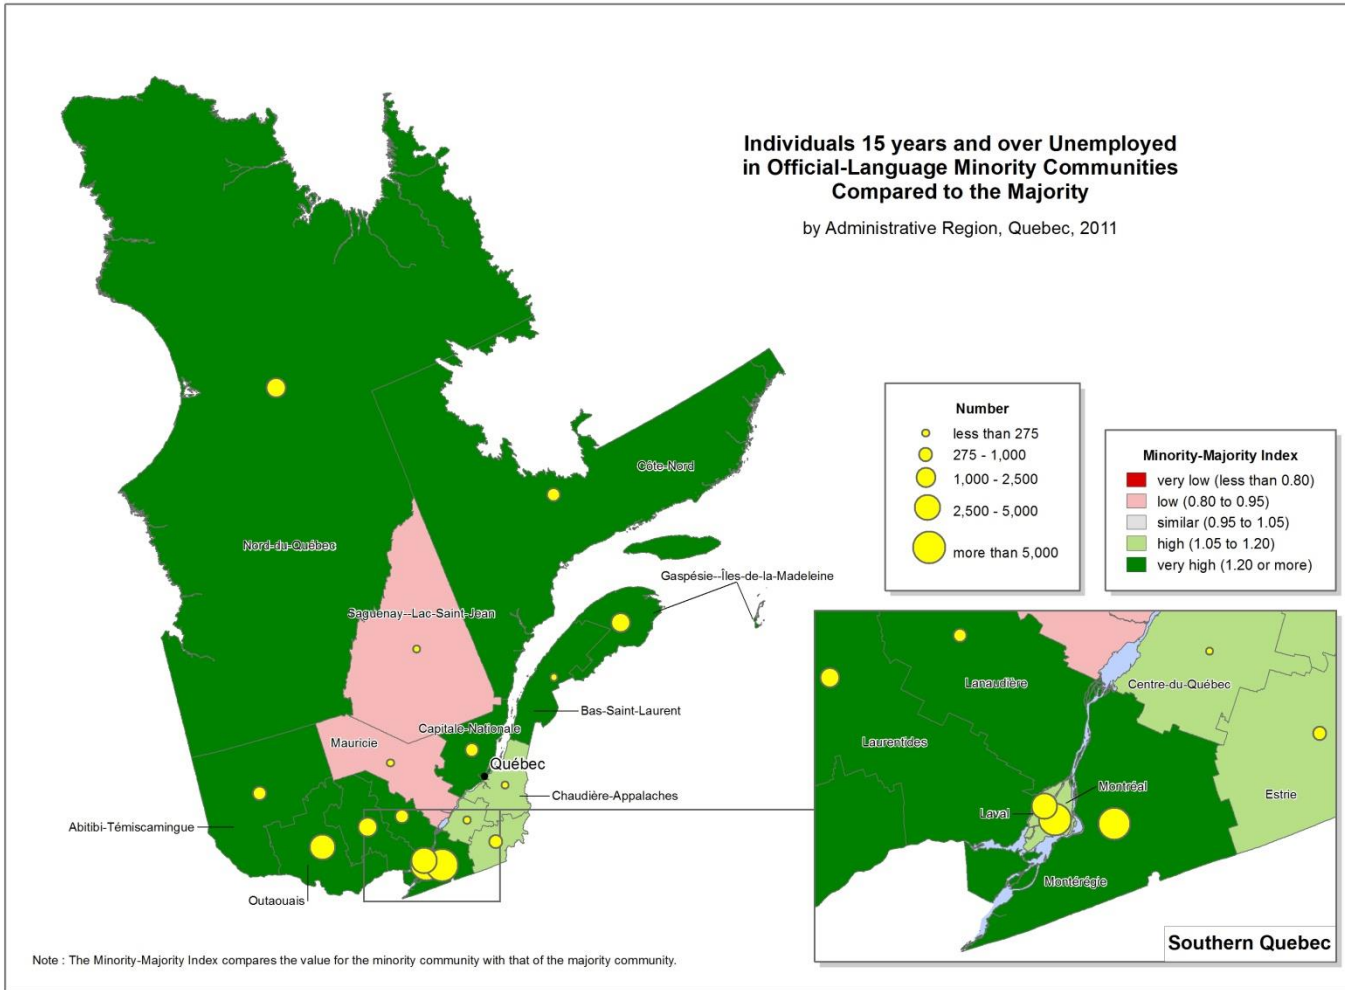 Individuals 15 years and over Unemployed
in Official-Language Minority Communities
Compared to the Majority
by Administrative Region, Quebec, 2011
Number
less than 275
275 - 1,000
1,000 - 2,500
2,500 - 5,000
more than 5,000
Minority-Majority Index
very low (less than 0.80)
low (0.80 to 0.95)
similar (0.95 to 1.05)
high (1.05 to 1.20)
very high (1.20 or more)
Côte-Nord
Nord-du-Québec
Gaspésie--Îles-de-la-Madeleine
Saguenay--Lac-Saint-Jean
Bas-Saint-Laurent
Capitale-Nationale
Mauricie
Québec
Chaudière-Appalaches
Abitibi-Témiscamingue
Outaouais
Lanaudière
Centre-du-Québec
Laurentides
Montréal
Estrie
Laval
Montérégie
Southern Quebec
Note : The Minority-Majority Index compares the value for the minority community with that of the majority community.